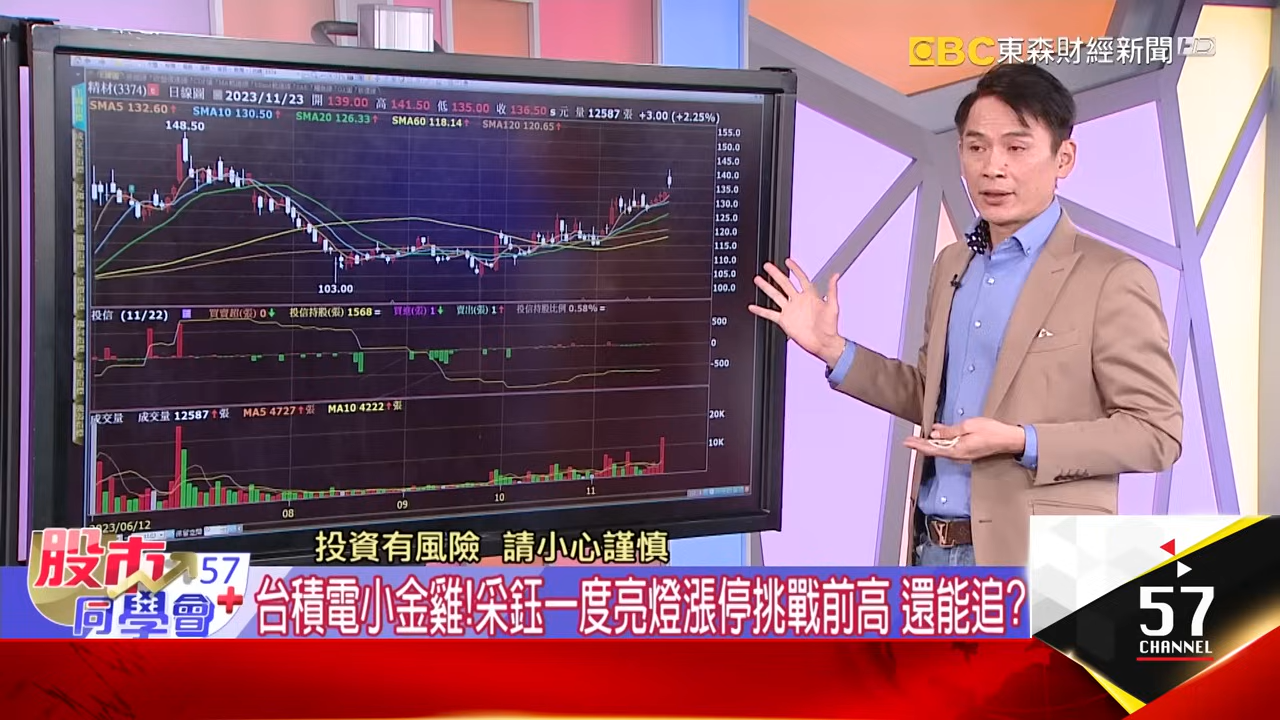 EBC 東森財經新聞 HD
精材(3374) 日線圖 2023/11/23 開 139.00 高 141.50 低 135.00 收 136.50 s 元 量 12587 張 +3.00 (+2.25%)
SMA5 132.60↑ SMA10 130.50↑ SMA20 126.33↑ SMA60 118.14↑ SMA120 120.65↑
148.50
155.0
150.0
145.0
140.0
135.0
130.0
125.0
120.0
115.0
110.0
105.0
100.0
103.00
投信 (11/22) 買賣超(張) 0↓ 投信持股(張) 1568= 買進(張) 1↓ 賣出(張) 1↑ 投信持股比例 0.58% =
500
0
-500
成交量 成交量 12587↑張 MA5 4727↑張 MA10 4222↑張
20K
10K
08 09 10 11
2023/06/12
投資有風險 請小心謹慎
股市同學會 57+
台積電小金雞!采鈺一度亮燈漲停挑戰前高 還能追?
57
CHANNEL